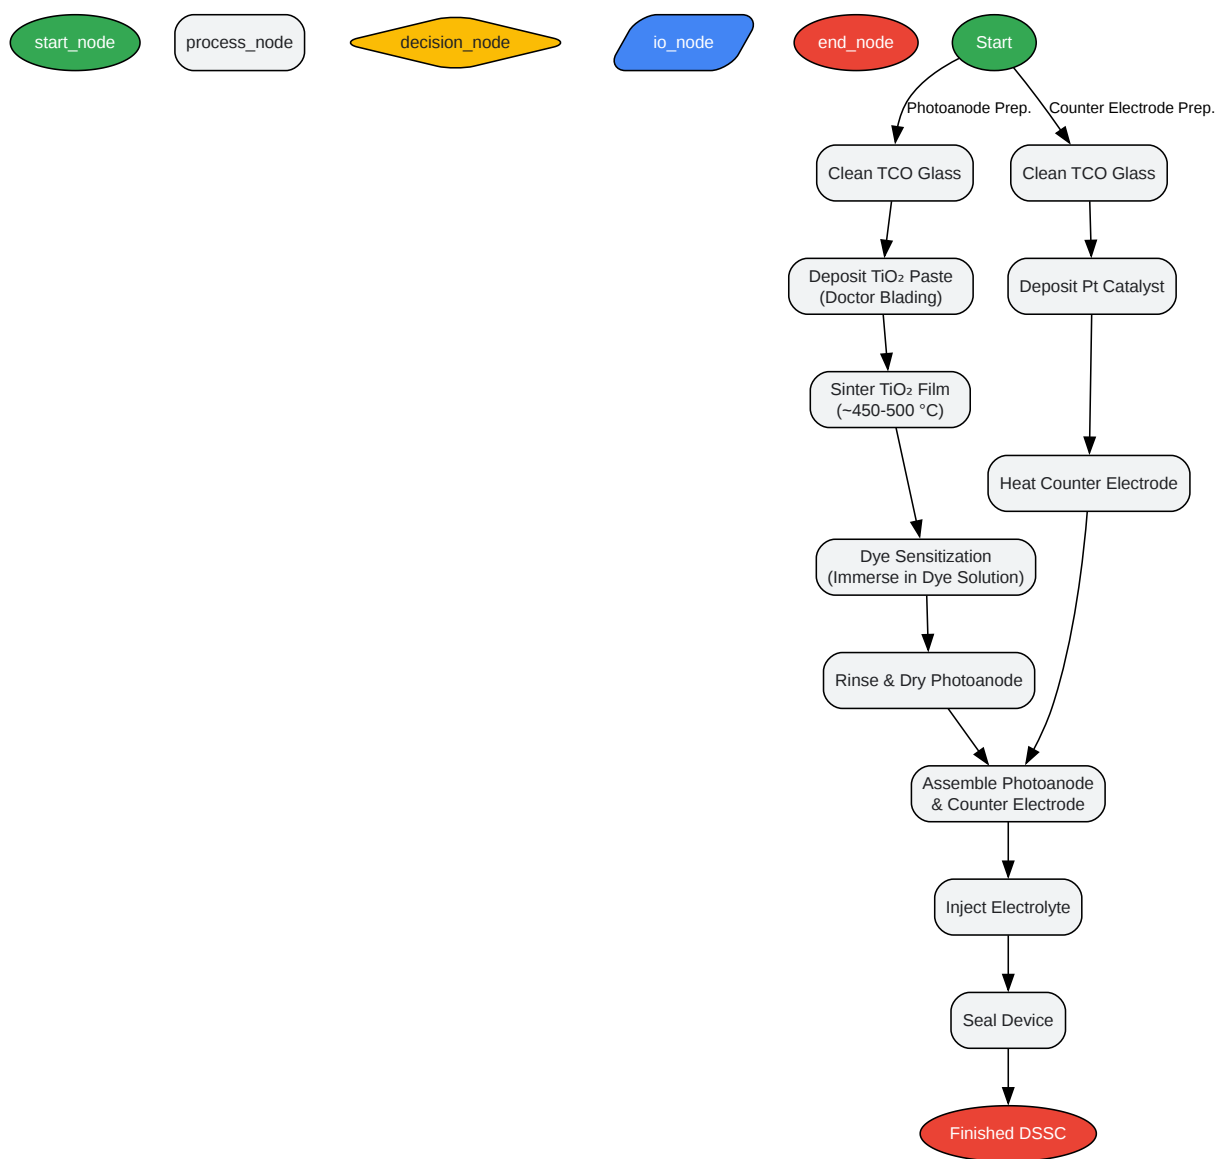 start_node
process_node
decision_node
io_node
end_node
Start
Photoanode Prep.
Counter Electrode Prep.
Clean TCO Glass
Clean TCO Glass
Deposit TiO₂ Paste
(Doctor Blading)
Deposit Pt Catalyst
Sinter TiO₂ Film
(~450-500 °C)
Heat Counter Electrode
Dye Sensitization
(Immerse in Dye Solution)
Rinse & Dry Photoanode
Assemble Photoanode
& Counter Electrode
Inject Electrolyte
Seal Device
Finished DSSC